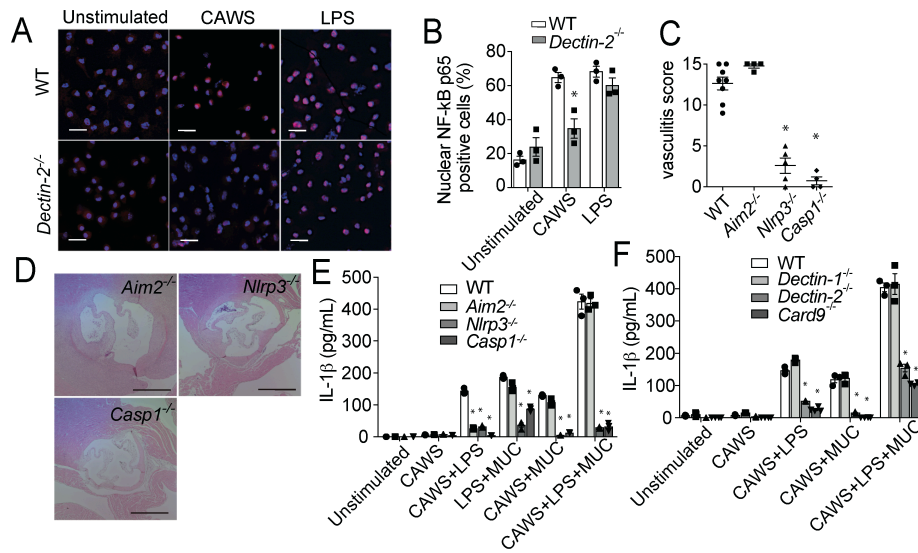 A
Unstimulated
CAWS
LPS
WT
Dectin-2-/-
B
WT
Dectin-2-/-
Nuclear NF-kB p65
positive cells (%)
80
60
40
20
0
*
Unstimulated
CAWS
LPS
C
vasculitis score
15
10
5
0
*
*
WT
Aim2-/-
Nlrp3-/-
Casp1-/-
D
Aim2-/-
Nlrp3-/-
Casp1-/-
E
WT
Aim2-/-
Nlrp3-/-
Casp1-/-
IL-1β (pg/mL)
500
400
300
200
100
0
* * *
* *
* *
* *
Unstimulated
CAWS
CAWS+LPS
LPS+MUC
CAWS+MUC
CAWS+LPS+MUC
F
WT
Dectin-1-/-
Dectin-2-/-
Card9-/-
IL-1β (pg/mL)
500
400
300
200
100
0
* *
* *
* *
Unstimulated
CAWS
CAWS+LPS
CAWS+MUC
CAWS+LPS+MUC